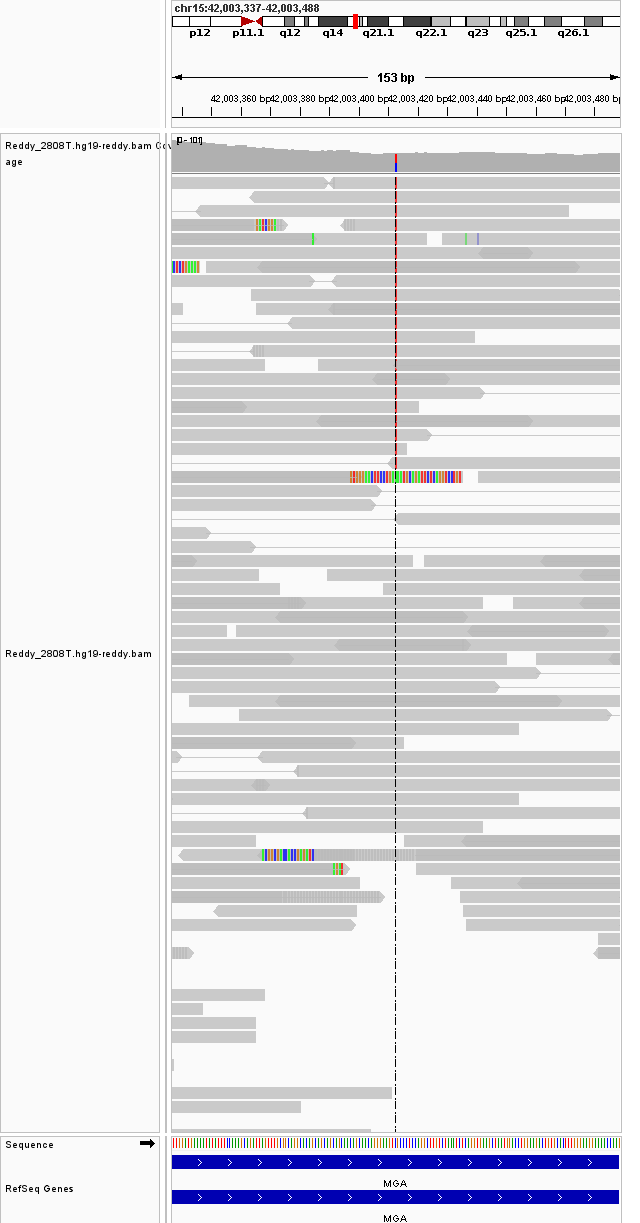 chr15:42,003,337-42,003,488
p12 p11.1 q12 q14 q21.1 q22.1 q23 q25.1 q26.1
153 bp
42,003,360 bp 42,003,380 bp 42,003,400 bp 42,003,420 bp 42,003,440 bp 42,003,460 bp 42,003,480 bp
Reddy_2808T.hg19-reddy.bam Cov
age
Reddy_2808T.hg19-reddy.bam
Sequence
RefSeq Genes
MGA
MGA